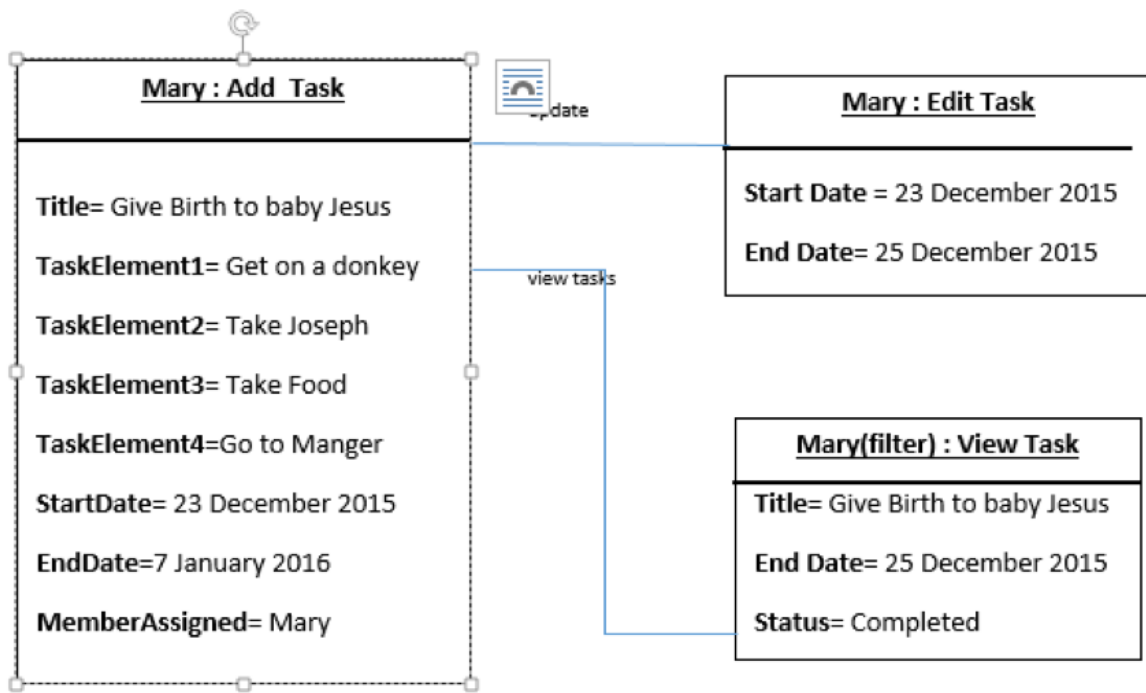 Mary : Add Task
Title= Give Birth to baby Jesus
TaskElement1= Get on a donkey
TaskElement2= Take Joseph
TaskElement3= Take Food
TaskElement4=Go to Manger
StartDate= 23 December 2015
EndDate=7 January 2016
MemberAssigned= Mary
update
view tasks
Mary : Edit Task
Start Date = 23 December 2015
End Date= 25 December 2015
Mary(filter) : View Task
Title= Give Birth to baby Jesus
End Date= 25 December 2015
Status= Completed